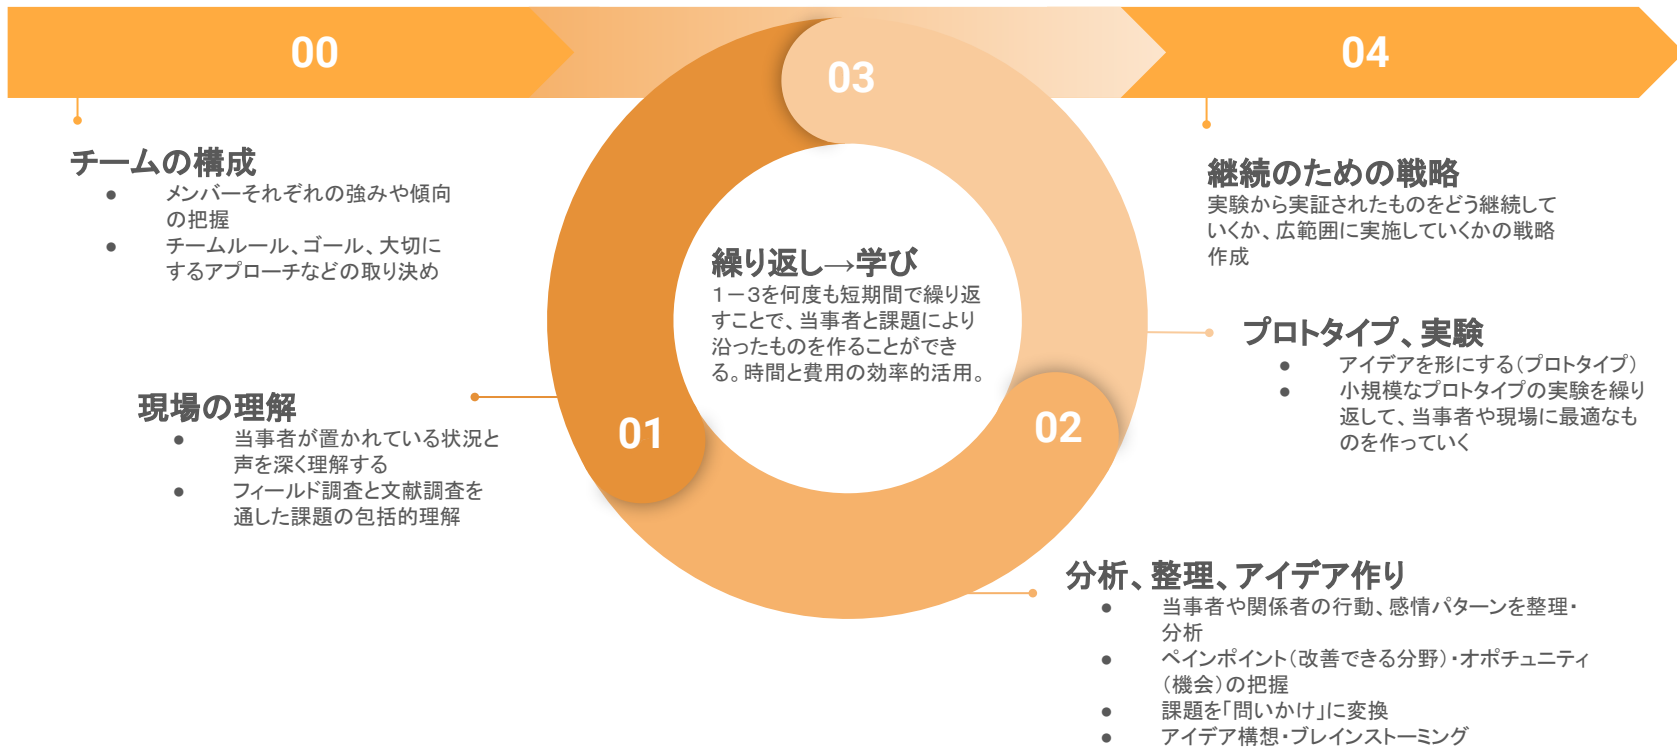 00
03
04
チームの構成
● メンバーそれぞれの強みや傾向
の把握
● チームルール、ゴール、大切に
するアプローチなどの取り決め
継続のための戦略
実験から実証されたものをどう継続して
いくか、広範囲に実施していくかの戦略
作成
繰り返し→学び
１－３を何度も短期間で繰り返
すことで、当事者と課題により
沿ったものを作ることができ
る。時間と費用の効率的活用。
プロトタイプ、実験
● アイデアを形にする（プロトタイプ）
● 小規模なプロトタイプの実験を繰り
返して、当事者や現場に最適なも
のを作っていく
01
02
現場の理解
● 当事者が置かれている状況と
声を深く理解する
● フィールド調査と文献調査を
通した課題の包括的理解
分析、整理、アイデア作り
● 当事者や関係者の行動、感情パターンを整理・
分析
● ペインポイント（改善できる分野）・オポチュニティ
（機会）の把握
● 課題を「問いかけ」に変換
● アイデア構想・ブレインストーミング